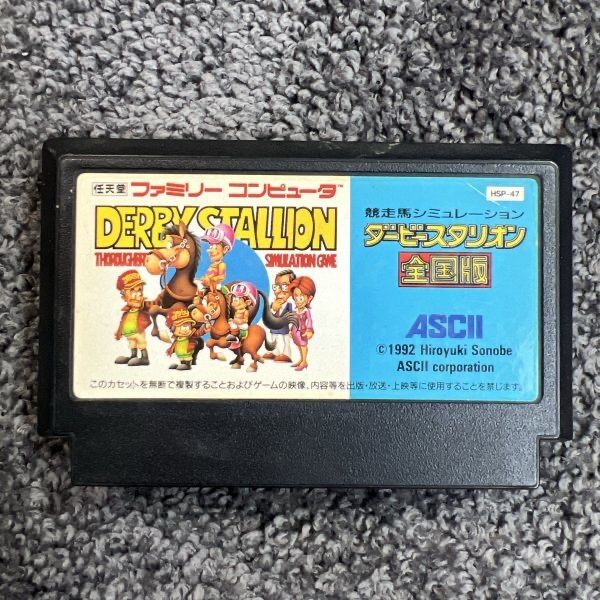 任天堂 ファミリー コンピュータ™
DERBY STALLION
THOROUGHBRED SIMULATION GAME
HSP-47
競走馬シミュレーション
ダービースタリオン
全国版
ASCII
©1992 Hiroyuki Sonobe
ASCII corporation
このカセットを無断で複製することおよびゲームの映像、内容等を出版・放送・上映等に使用することを禁じます。